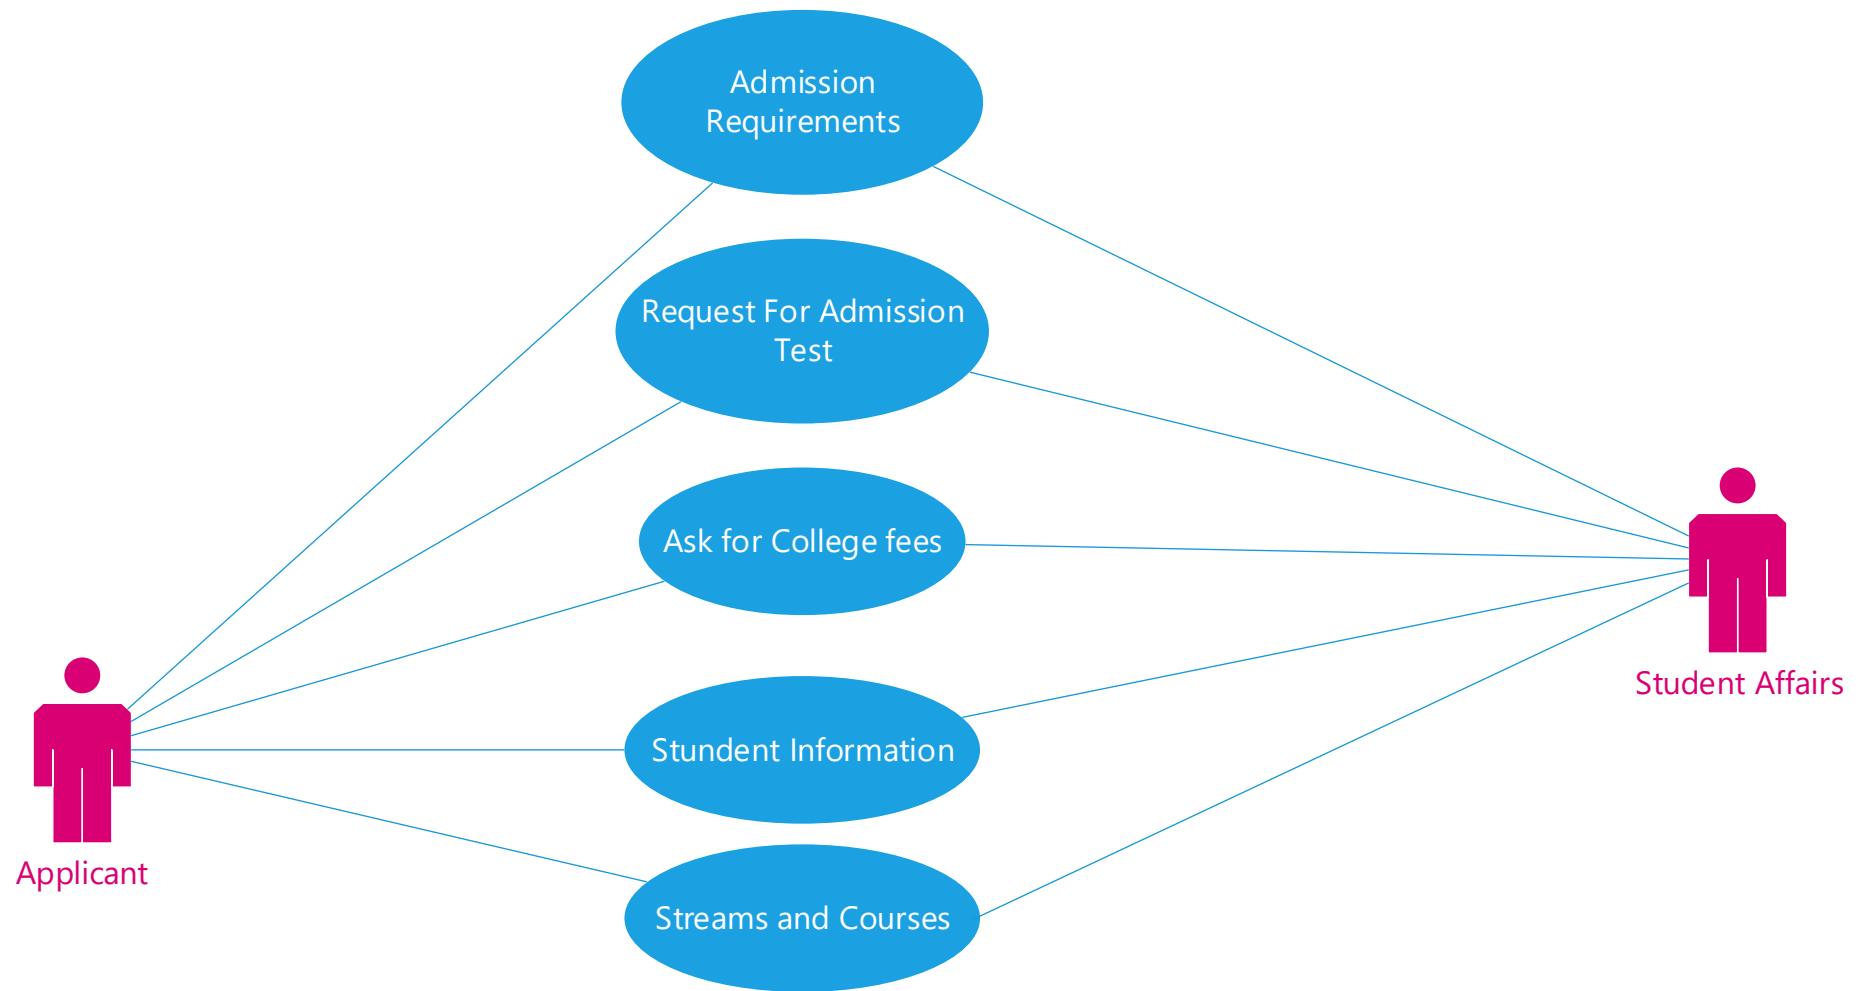 Admission
Requirements
Request For Admission
Test
Ask for College fees
Student Affairs
Stundent Information
Applicant
Streams and Courses